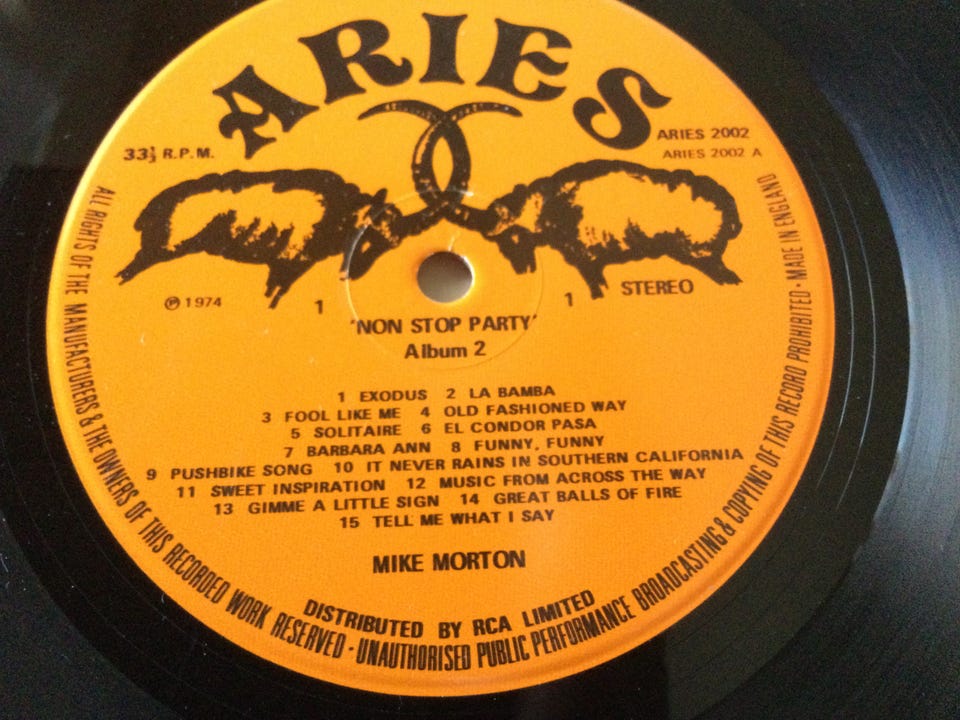 ARIES
33⅓ R.P.M.
ARIES 2002
ARIES 2002 A
℗ 1974
1
1
STEREO
'NON STOP PARTY'
Album 2
1 EXODUS 2 LA BAMBA
3 FOOL LIKE ME 4 OLD FASHIONED WAY
5 SOLITAIRE 6 EL CONDOR PASA
7 BARBARA ANN 8 FUNNY, FUNNY
9 PUSHBIKE SONG 10 IT NEVER RAINS IN SOUTHERN CALIFORNIA
11 SWEET INSPIRATION 12 MUSIC FROM ACROSS THE WAY
13 GIMME A LITTLE SIGN 14 GREAT BALLS OF FIRE
15 TELL ME WHAT I SAY
MIKE MORTON
DISTRIBUTED BY RCA LIMITED
ALL RIGHTS OF THE MANUFACTURERS & THE OWNERS OF THIS RECORDED WORK RESERVED · UNAUTHORISED PUBLIC PERFORMANCE BROADCASTING & COPYING OF THIS RECORD PROHIBITED · MADE IN ENGLAND